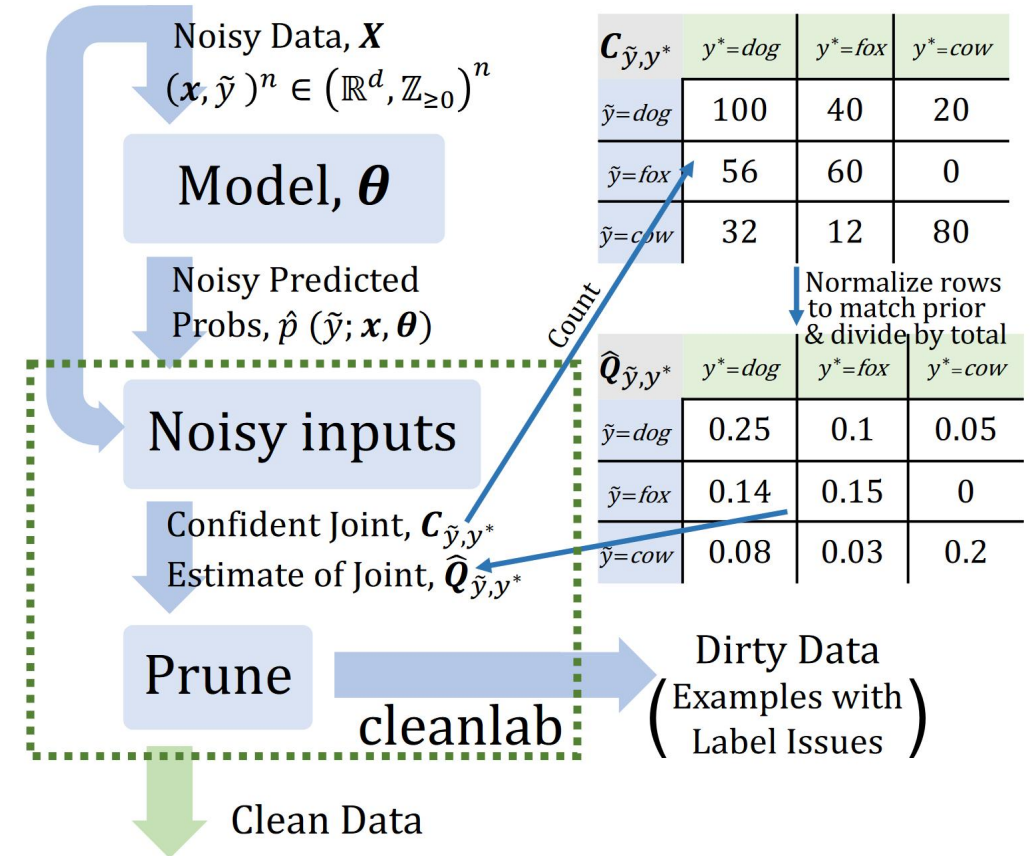 Noisy Data, X
(x, ỹ )ⁿ ∈ (ℝᵈ, ℤ≥0)ⁿ
Model, θ
Noisy Predicted
Probs, p̂ (ỹ; x, θ)
Noisy inputs
Confident Joint, C ỹ,y*
Estimate of Joint, Q̂ ỹ,y*
Prune
cleanlab
Clean Data
Dirty Data
(Examples with
Label Issues)
Count
C ỹ,y* y*=dog y*=fox y*=cow
ỹ=dog 100 40 20
ỹ=fox 56 60 0
ỹ=cow 32 12 80
Normalize rows
to match prior
& divide by total
Q̂ ỹ,y* y*=dog y*=fox y*=cow
ỹ=dog 0.25 0.1 0.05
ỹ=fox 0.14 0.15 0
ỹ=cow 0.08 0.03 0.2